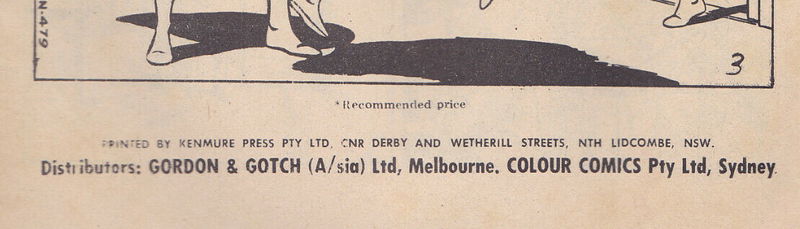 N-479
3
*Recommended price
PRINTED BY KENMURE PRESS PTY LTD, CNR DERBY AND WETHERILL STREETS, NTH LIDCOMBE, NSW.
Distributors: GORDON & GOTCH (A/sia) Ltd, Melbourne. COLOUR COMICS Pty Ltd, Sydney.